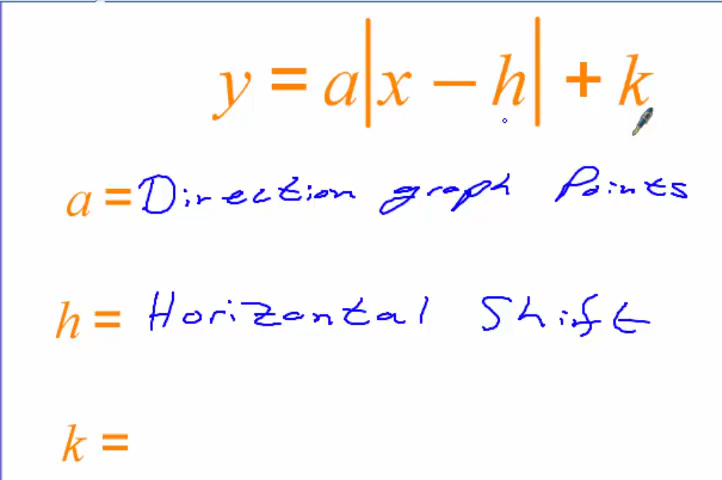 y = a|x − h| + k
a = Direction graph Points
h = Horizontal Shift
k =